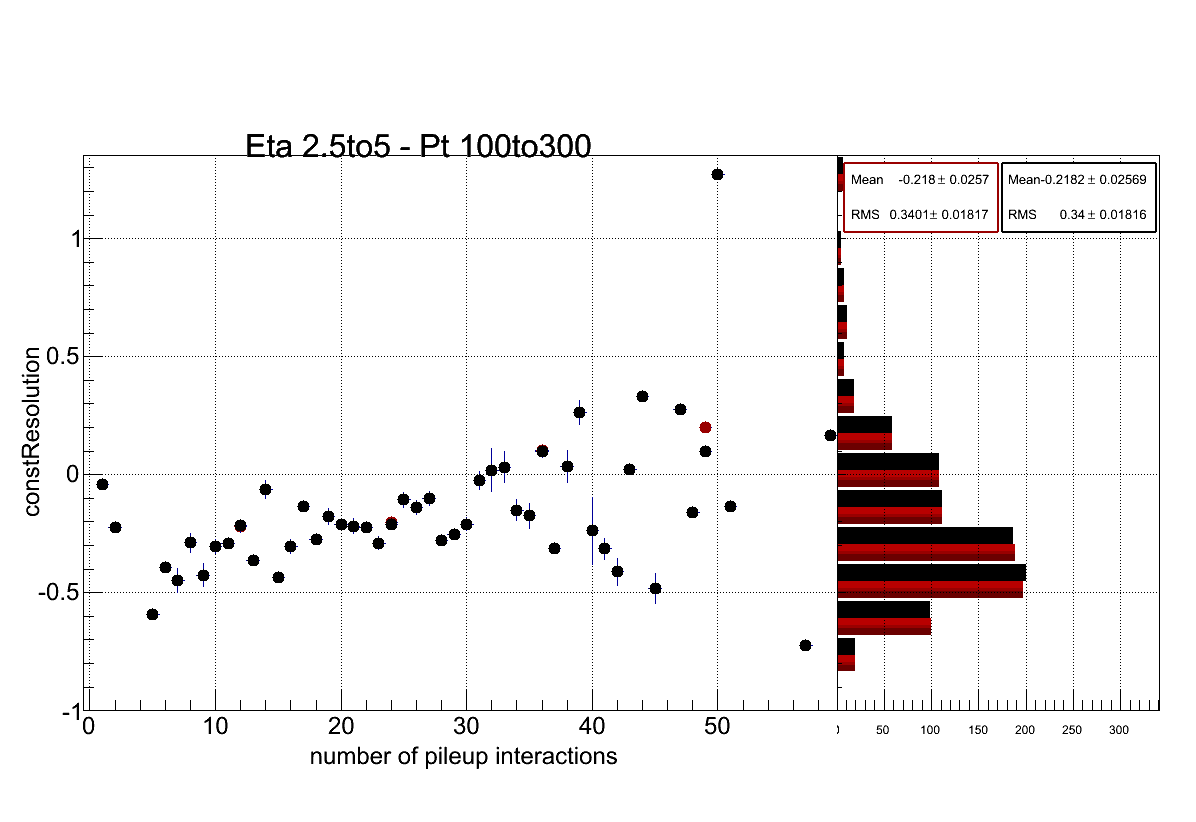 Eta 2.5to5 - Pt 100to300
Mean -0.218 ± 0.0257
RMS 0.3401± 0.01817
Mean-0.2182 ± 0.02569
RMS 0.34 ± 0.01816
1
0.5
0
-0.5
-1
constResolution
0 10 20 30 40 50
number of pileup interactions
50 100 150 200 250 300